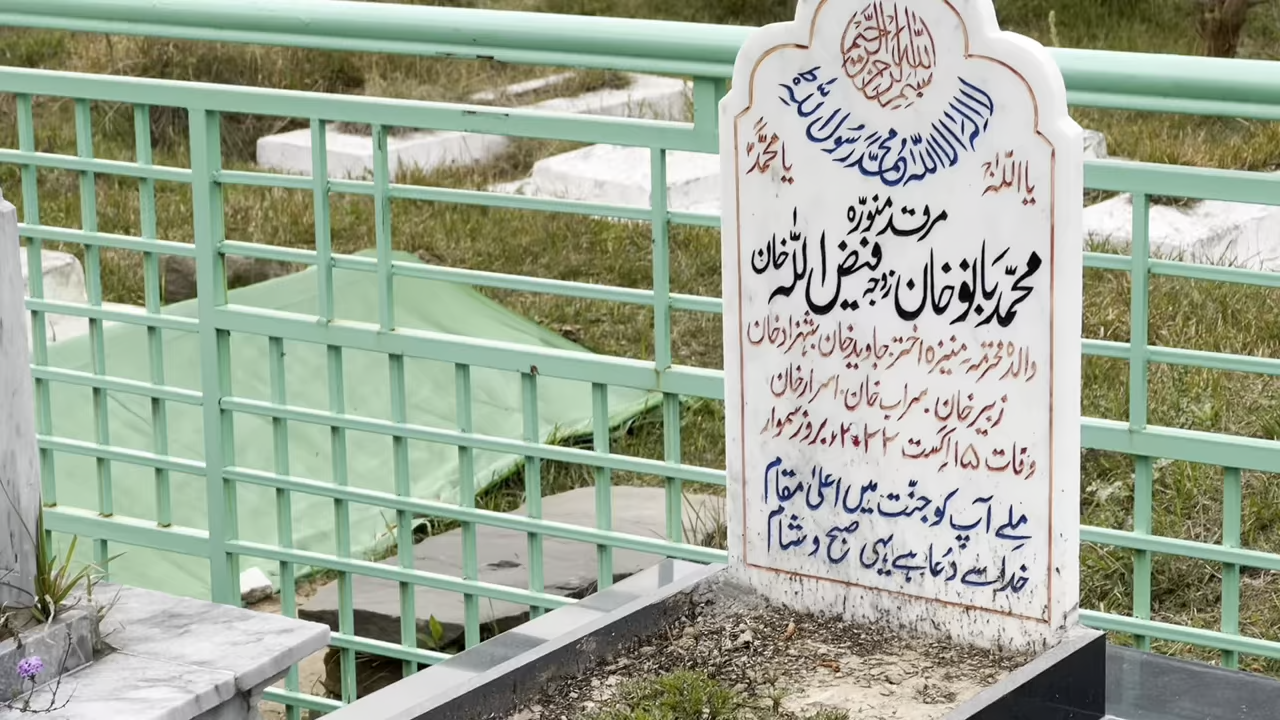 بسم اللہ الرحمن الرحیم
لا الہ الا اللہ محمد رسول اللہ
یا اللہ
یا محمدؐ
مرقد منورہ
محمد بانو خان زوجہ فیض اللہ خان
والدہ محترمہ منیزہ اختر جاوید خان شہزاد خان
زبیر خان سہراب خان اسرار خان
وفات ۱۵ اگست ۲۰۲۲ء بروز سموار
ملے آپ کو جنت میں اعلیٰ مقام
خدا سے دُعا ہے یہی صبح و شام